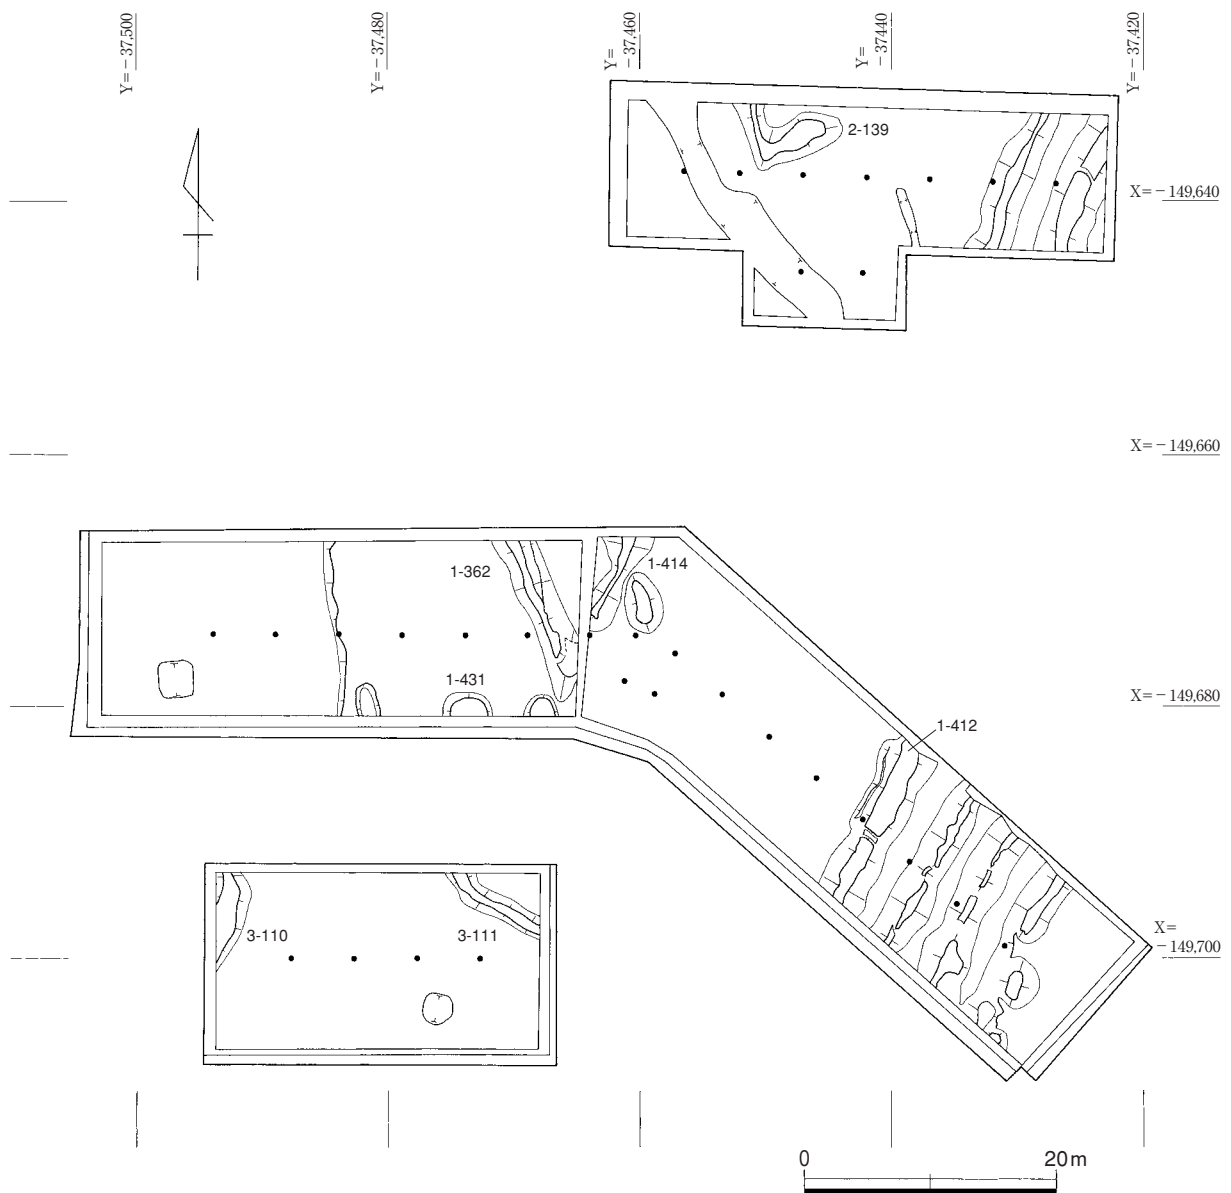 Y=－37,500
Y=－37,480
Y=
－37,460
Y=
－37440
Y=－37,420
2-139
X=－149,640
X=－149,660
1-362
1-414
1-431
X=－149,680
1-412
X=
－149,700
3-110
3-111
0
20m